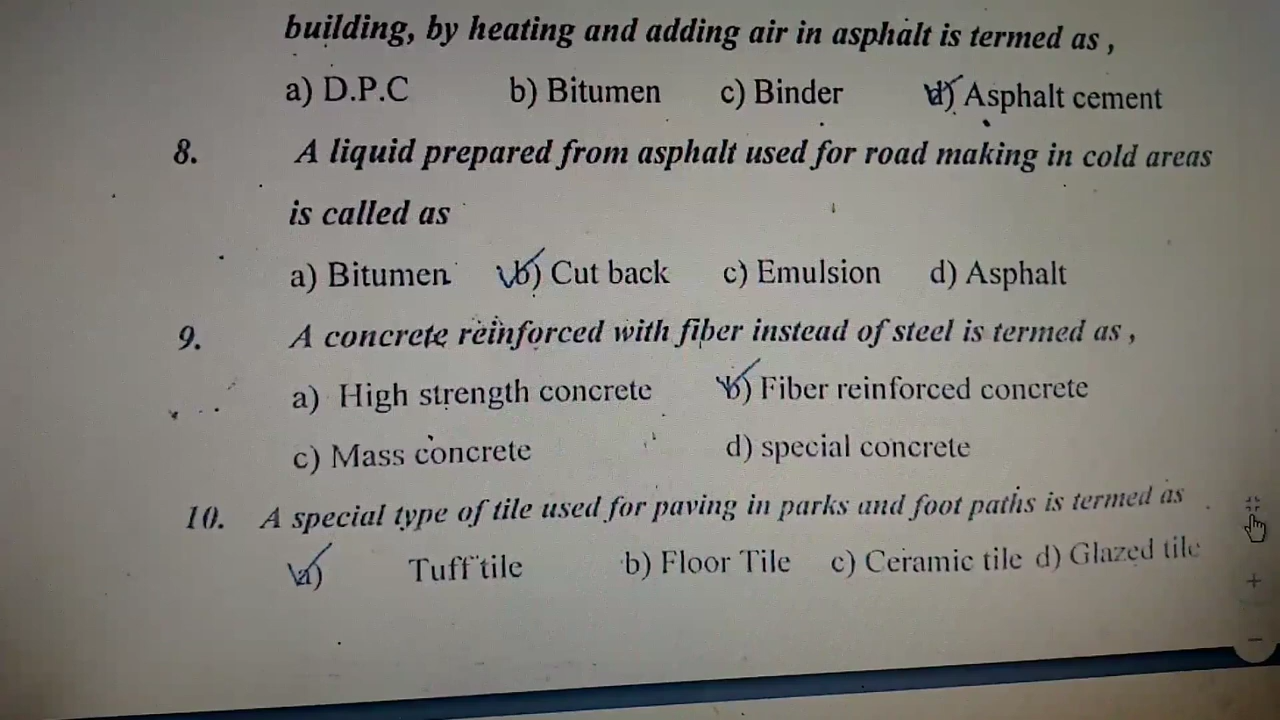 building, by heating and adding air in asphalt is termed as ,
a) D.P.C b) Bitumen c) Binder d) Asphalt cement
8. A liquid prepared from asphalt used for road making in cold areas
is called as
a) Bitumen b) Cut back c) Emulsion d) Asphalt
9. A concrete reinforced with fiber instead of steel is termed as ,
a) High strength concrete b) Fiber reinforced concrete
c) Mass concrete d) special concrete
10. A special type of tile used for paving in parks and foot paths is termed as
a) Tuff tile b) Floor Tile c) Ceramic tile d) Glazed tile